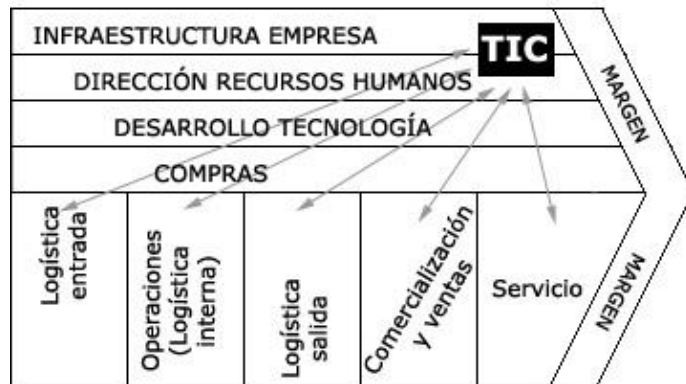 INFRAESTRUCTURA EMPRESA
TIC
DIRECCIÓN RECURSOS HUMANOS
DESARROLLO TECNOLOGÍA
COMPRAS
MARGEN
Logística
entrada
Operaciones
(Logística
interna)
Logística
salida
Comercialización
y ventas
Servicio
MARGEN